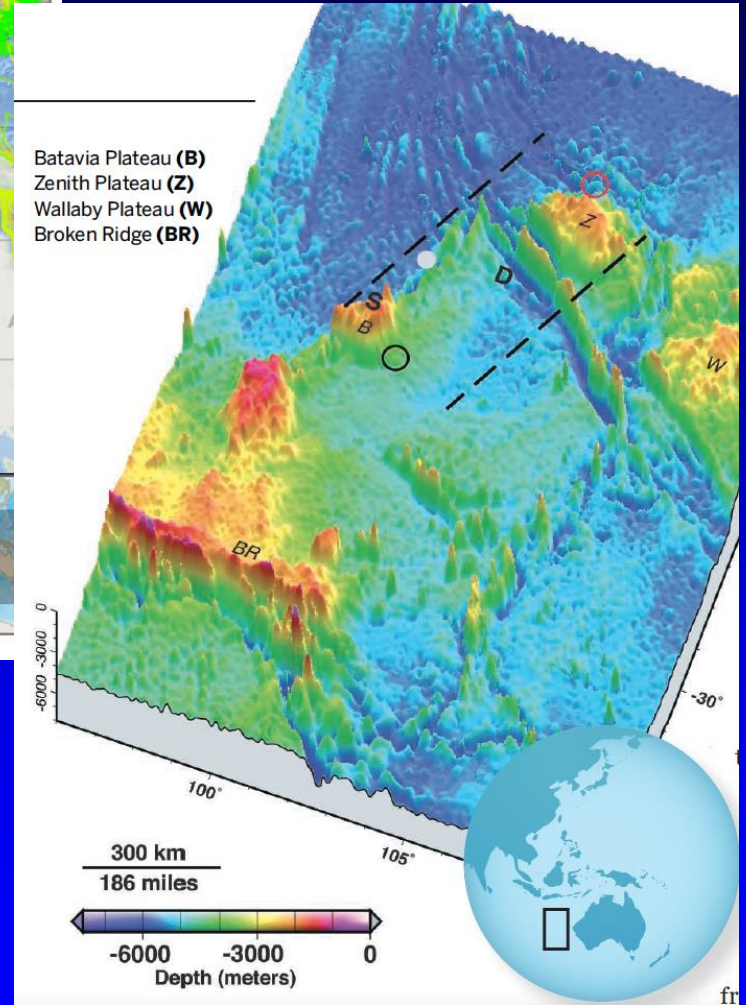 Batavia Plateau (B)
Zenith Plateau (Z)
Wallaby Plateau (W)
Broken Ridge (BR)
Z
D
S
B
W
BR
0
-3000
-6000
-30°
100°
105°
300 km
186 miles
-6000 -3000 0
Depth (meters)
fr